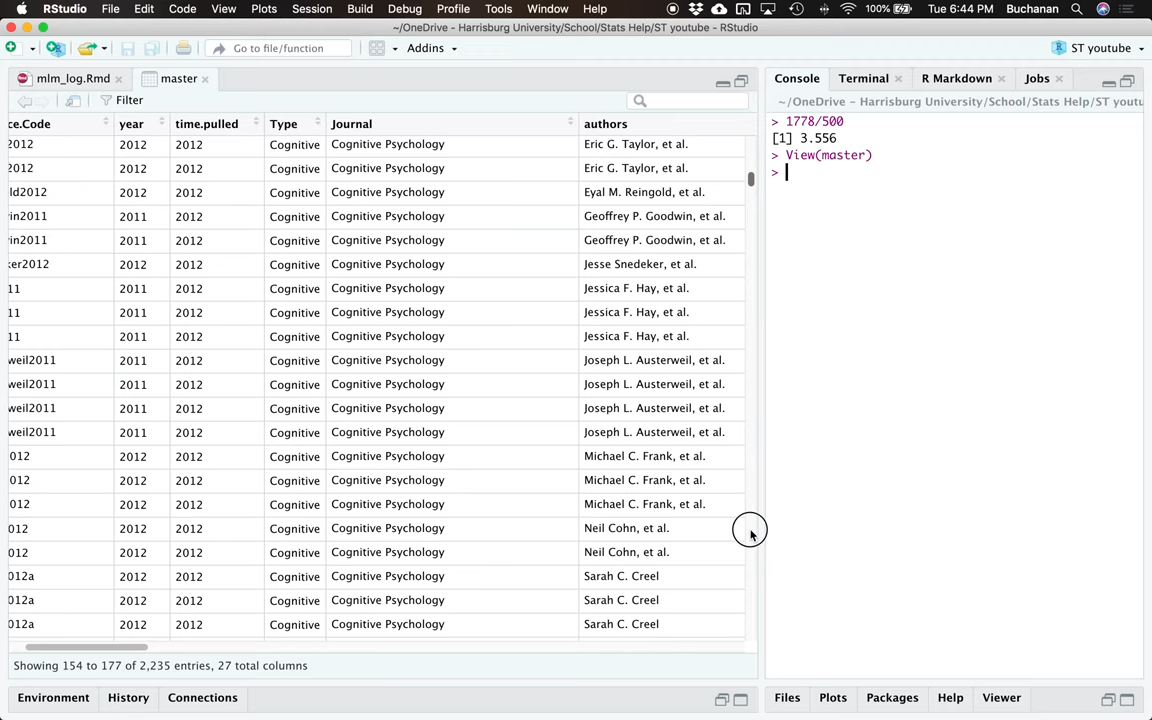 RStudio File Edit Code View Plots Session Build Debug Profile Tools Window Help 100% Tue 6:44 PM Buchanan
~/OneDrive - Harrisburg University/School/Stats Help/ST youtube - RStudio
Go to file/function Addins ST youtube
mlm_log.Rmd master
Console Terminal R Markdown Jobs
Filter
~/OneDrive - Harrisburg University/School/Stats Help/ST youtu
ce.Code year time.pulled Type Journal authors
> 1778/500
[1] 3.556
> View(master)
>
2012 2012 2012 Cognitive Cognitive Psychology Eric G. Taylor, et al.
2012 2012 2012 Cognitive Cognitive Psychology Eric G. Taylor, et al.
ld2012 2012 2012 Cognitive Cognitive Psychology Eyal M. Reingold, et al.
in2011 2011 2012 Cognitive Cognitive Psychology Geoffrey P. Goodwin, et al.
in2011 2011 2012 Cognitive Cognitive Psychology Geoffrey P. Goodwin, et al.
ker2012 2012 2012 Cognitive Cognitive Psychology Jesse Snedeker, et al.
11 2011 2012 Cognitive Cognitive Psychology Jessica F. Hay, et al.
11 2011 2012 Cognitive Cognitive Psychology Jessica F. Hay, et al.
11 2011 2012 Cognitive Cognitive Psychology Jessica F. Hay, et al.
weil2011 2011 2012 Cognitive Cognitive Psychology Joseph L. Austerweil, et al.
weil2011 2011 2012 Cognitive Cognitive Psychology Joseph L. Austerweil, et al.
weil2011 2011 2012 Cognitive Cognitive Psychology Joseph L. Austerweil, et al.
weil2011 2011 2012 Cognitive Cognitive Psychology Joseph L. Austerweil, et al.
012 2012 2012 Cognitive Cognitive Psychology Michael C. Frank, et al.
012 2012 2012 Cognitive Cognitive Psychology Michael C. Frank, et al.
012 2012 2012 Cognitive Cognitive Psychology Michael C. Frank, et al.
012 2012 2012 Cognitive Cognitive Psychology Neil Cohn, et al.
012 2012 2012 Cognitive Cognitive Psychology Neil Cohn, et al.
012a 2012 2012 Cognitive Cognitive Psychology Sarah C. Creel
012a 2012 2012 Cognitive Cognitive Psychology Sarah C. Creel
012a 2012 2012 Cognitive Cognitive Psychology Sarah C. Creel
Showing 154 to 177 of 2,235 entries, 27 total columns
Environment History Connections
Files Plots Packages Help Viewer